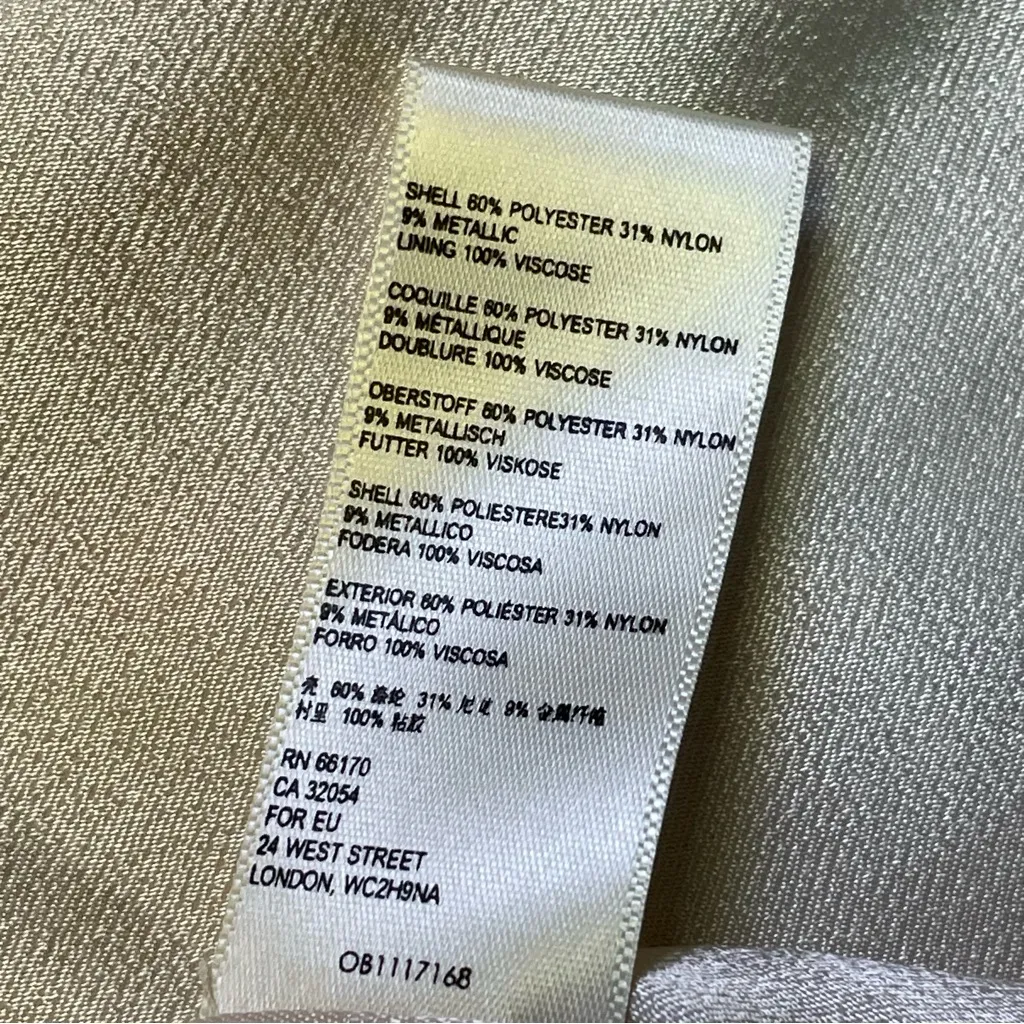 SHELL 60% POLYESTER 31% NYLON
9% METALLIC
LINING 100% VISCOSE
COQUILLE 60% POLYESTER 31% NYLON
9% MÉTALLIQUE
DOUBLURE 100% VISCOSE
OBERSTOFF 60% POLYESTER 31% NYLON
9% METALLISCH
FUTTER 100% VISKOSE
SHELL 60% POLIESTERE31% NYLON
9% METALLICO
FODERA 100% VISCOSA
EXTERIOR 60% POLIÉSTER 31% NYLON
9% METÁLICO
FORRO 100% VISCOSA
壳 60% 涤纶 31% 尼龙 9% 金属纤维
衬里 100% 粘胶
RN 66170
CA 32054
FOR EU
24 WEST STREET
LONDON, WC2H9NA
OB1117168